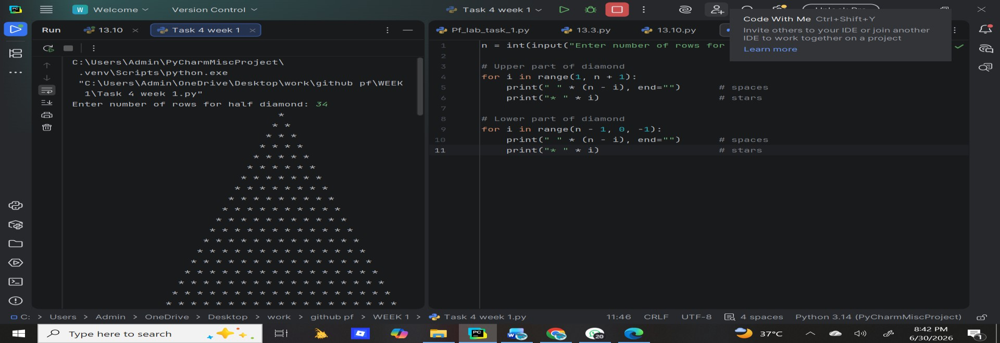 W Welcome Version Control Task 4 week 1
Run 13.10 Task 4 week 1
C:\Users\Admin\PyCharmMiscProject\
.venv\Scripts\python.exe
"C:\Users\Admin\OneDrive\Desktop\work\github pf\WEEK
1\Task 4 week 1.py"
Enter number of rows for half diamond: 34
*
* *
* * *
* * * *
* * * * *
* * * * * *
* * * * * * *
* * * * * * * *
* * * * * * * * *
* * * * * * * * * *
* * * * * * * * * * *
* * * * * * * * * * * *
* * * * * * * * * * * * *
* * * * * * * * * * * * * *
* * * * * * * * * * * * * * *
* * * * * * * * * * * * * * * *
* * * * * * * * * * * * * * * * *
* * * * * * * * * * * * * * * * * *
* * * * * * * * * * * * * * * * * * *
Pf_lab_task_1.py 13.3.py 13.10.py
Code With Me Ctrl+Shift+Y
Invite others to your IDE or join another
IDE to work together on a project
Learn more
1 n = int(input("Enter number of rows for
2
3 # Upper part of diamond
4 for i in range(1, n + 1):
5 print(" " * (n - i), end="") # spaces
6 print("* " * i) # stars
7
8 # Lower part of diamond
9 for i in range(n - 1, 0, -1):
10 print(" " * (n - i), end="") # spaces
11 print("* " * i) # stars
C: > Users > Admin > OneDrive > Desktop > work > github pf > WEEK 1 > Task 4 week 1.py 11:46 CRLF UTF-8 4 spaces Python 3.14 (PyCharmMiscProject)
Type here to search PC W 20 37°C 8:42 PM
6/30/2026 1